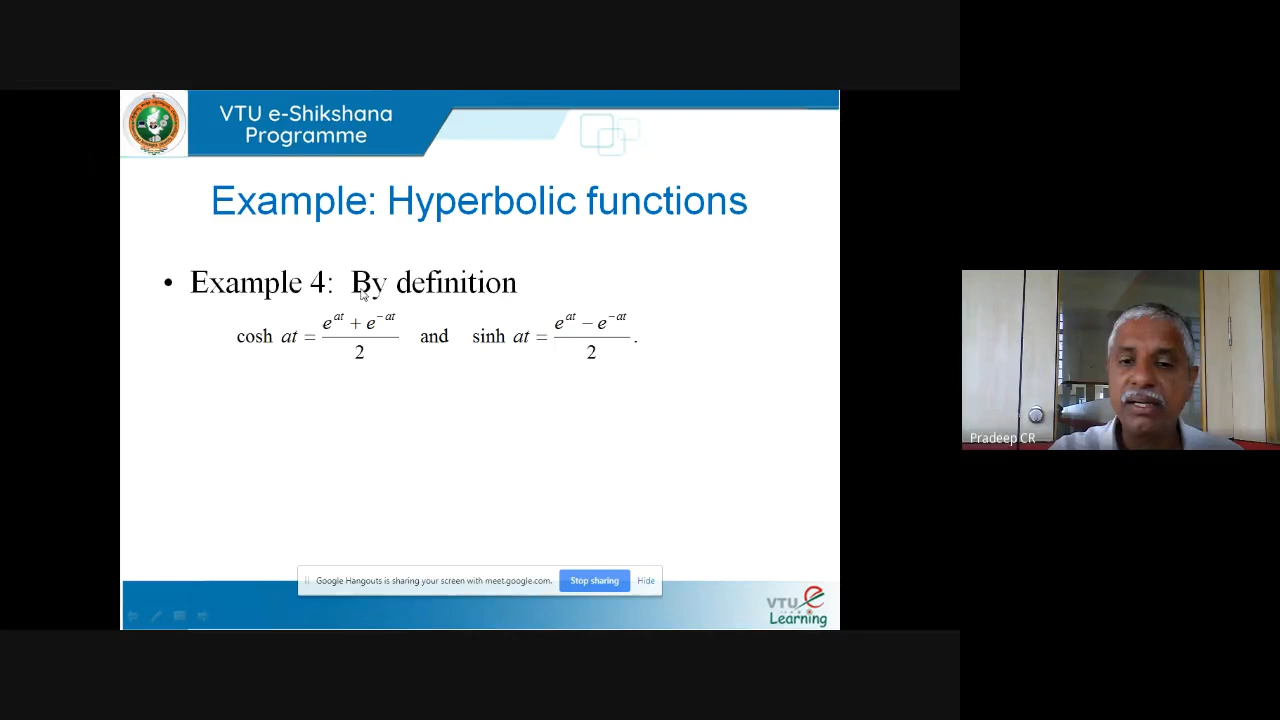 VTU e-Shikshana
Programme
Example: Hyperbolic functions
• Example 4: By definition
cosh at = (e^{at} + e^{-at})/2 and sinh at = (e^{at} − e^{-at})/2.
Pradeep CR
Google Hangouts is sharing your screen with meet.google.com. Stop sharing Hide
VTU e
Learning